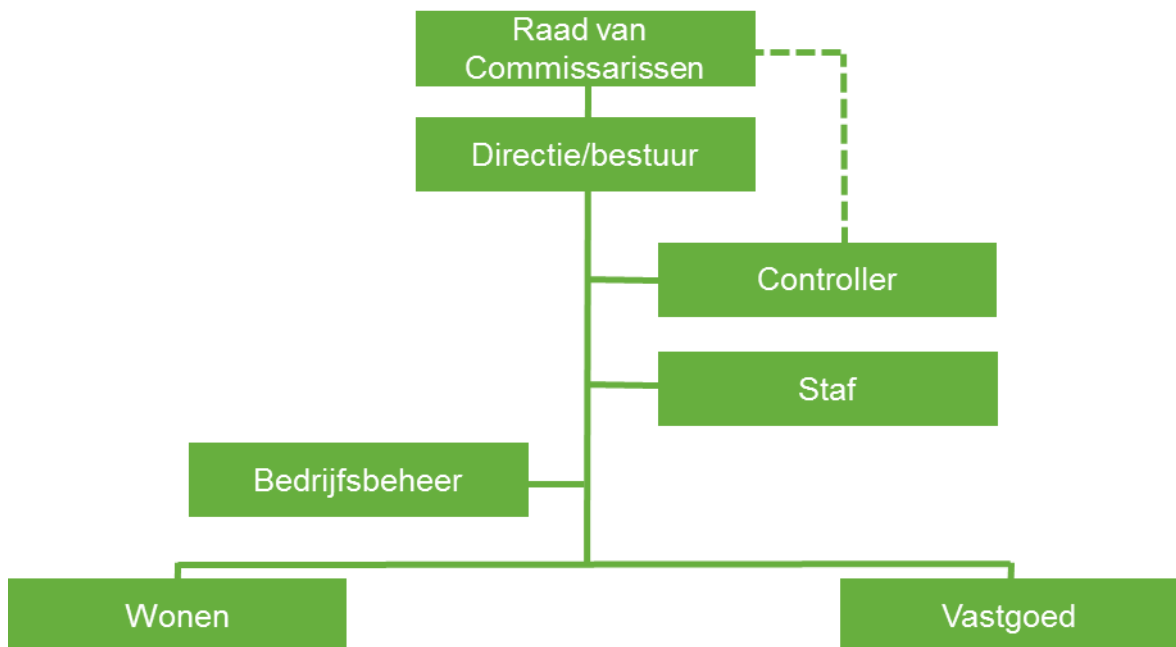 Raad van
Commissarissen
Directie/bestuur
Controller
Staf
Bedrijfsbeheer
Wonen
Vastgoed